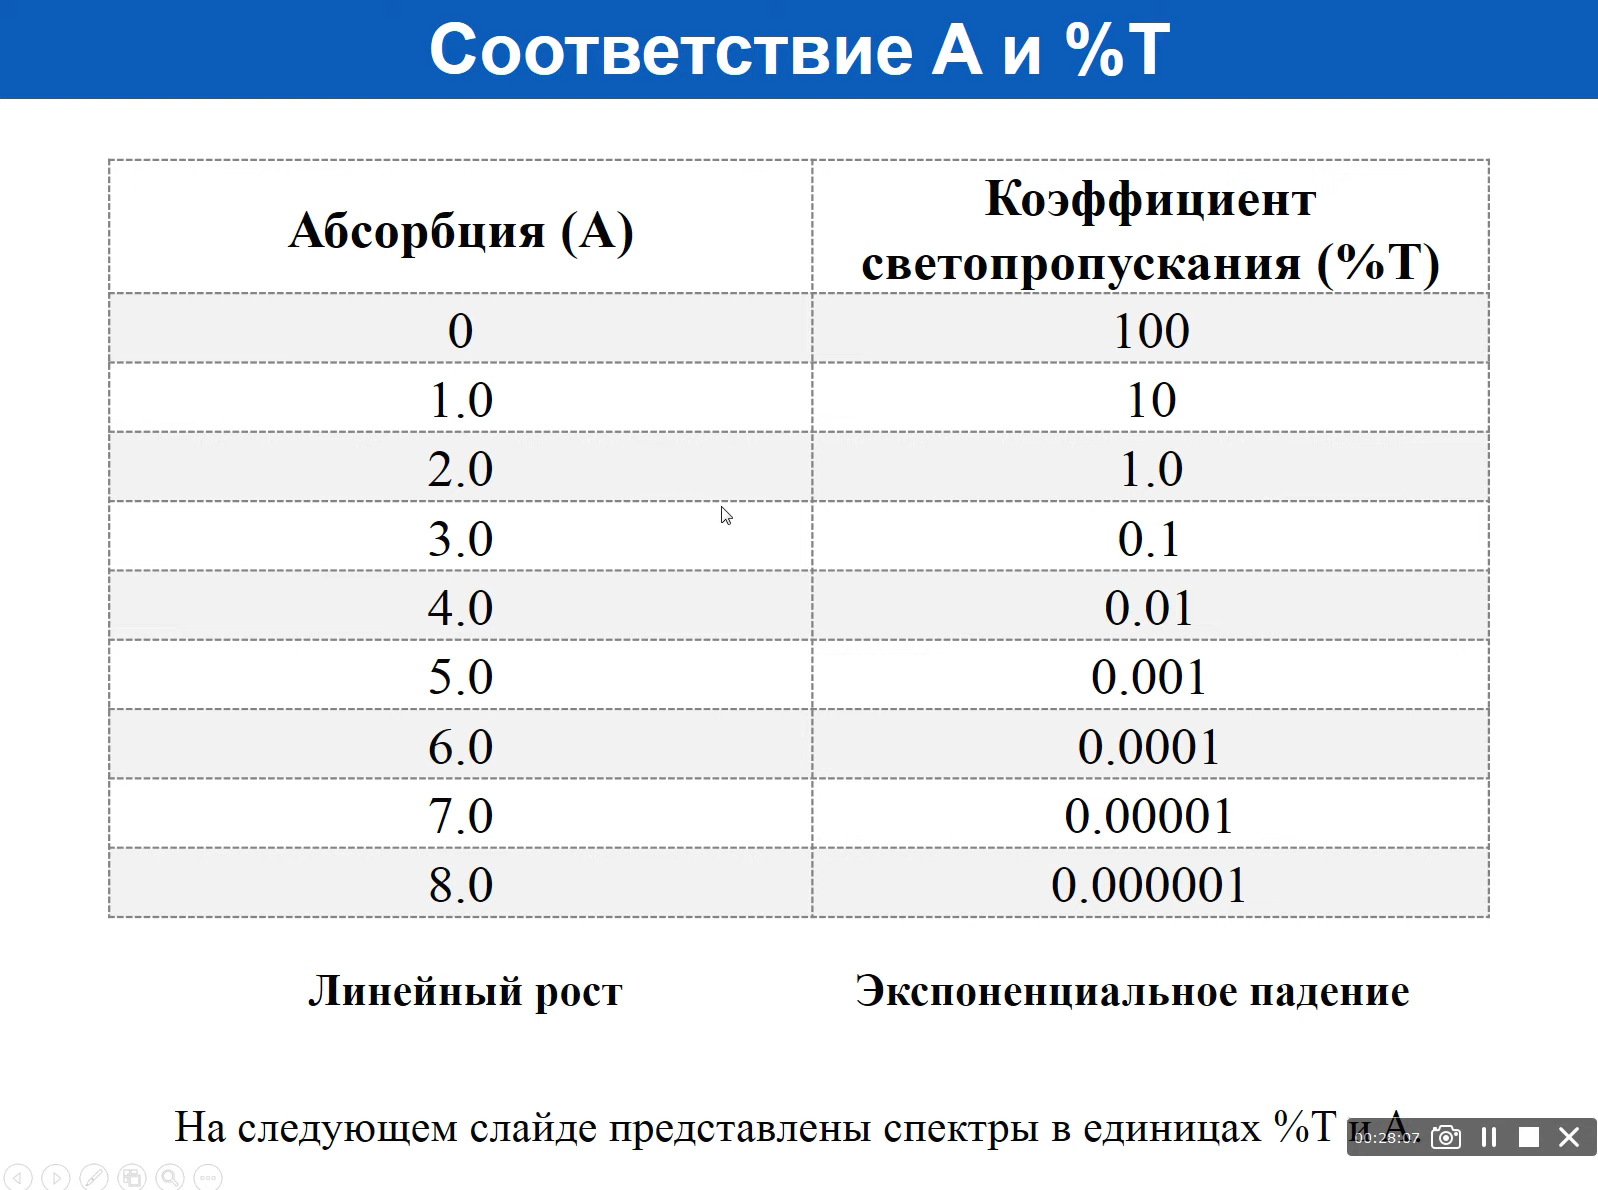 Соответствие А и %Т
Абсорбция (А)
Коэффициент
светопропускания (%Т)
0
100
1.0
10
2.0
1.0
3.0
0.1
4.0
0.01
5.0
0.001
6.0
0.0001
7.0
0.00001
8.0
0.000001
Линейный рост
Экспоненциальное падение
На следующем слайде представлены спектры в единицах %Т и А.
00:28:07